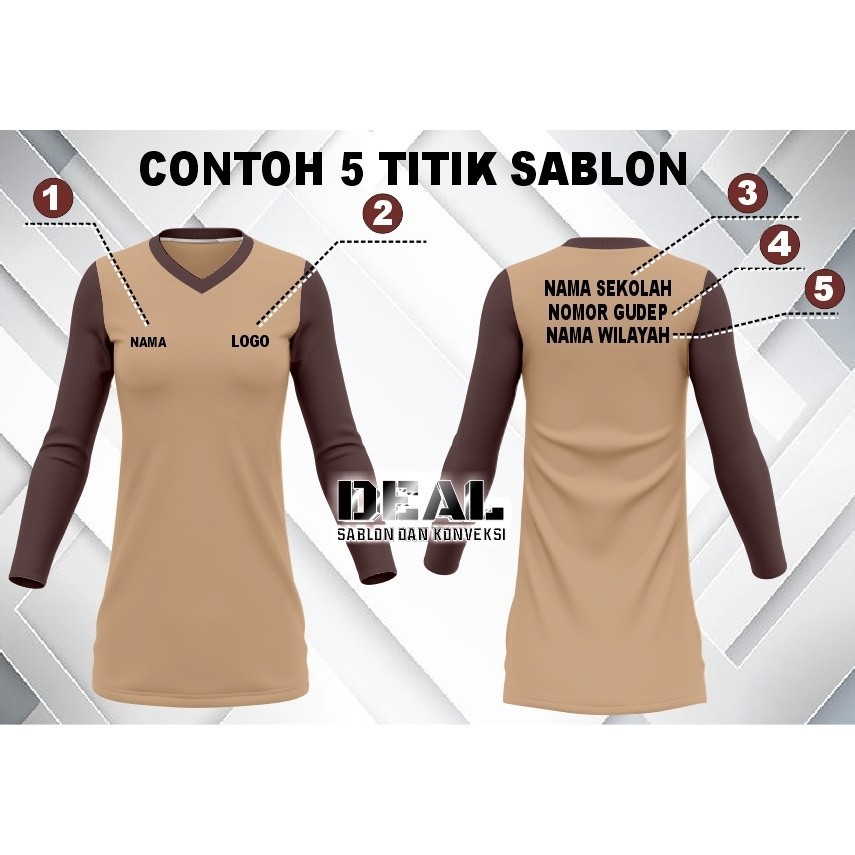 CONTOH 5 TITIK SABLON
1
2
3
4
5
NAMA
LOGO
NAMA SEKOLAH
NOMOR GUDEP
NAMA WILAYAH
DEAL
SABLON DAN KONVEKSI